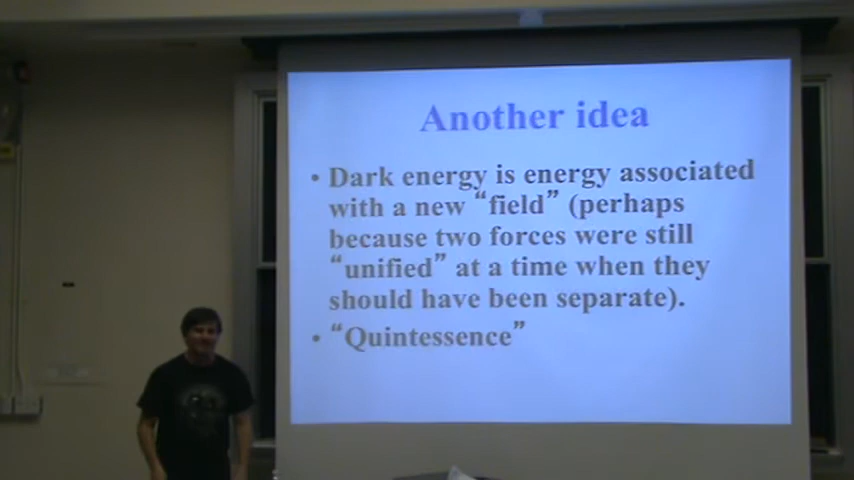 Another idea
• Dark energy is energy associated
with a new “field” (perhaps
because two forces were still
“unified” at a time when they
should have been separate).
• “Quintessence”